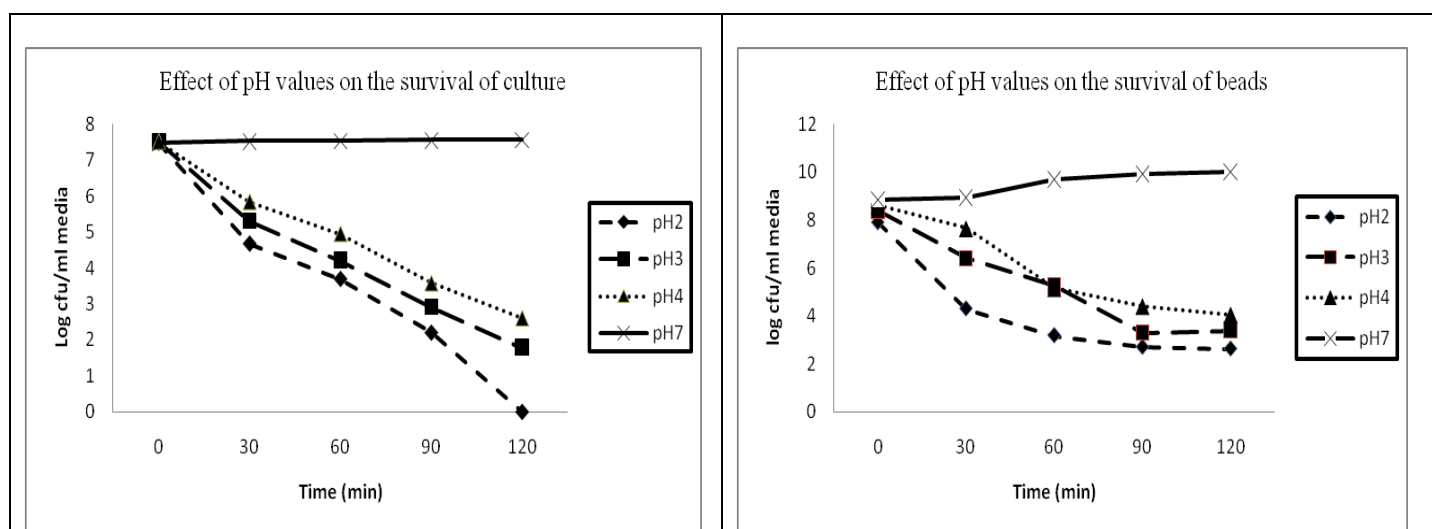 Effect of pH values on the survival of culture
Log cfu/ml media
8
7
6
5
4
3
2
1
0
0 30 60 90 120
Time (min)
pH2
pH3
pH4
pH7
Effect of pH values on the survival of beads
log cfu/ml media
12
10
8
6
4
2
0
0 30 60 90 120
Time (min)
pH2
pH3
pH4
pH7